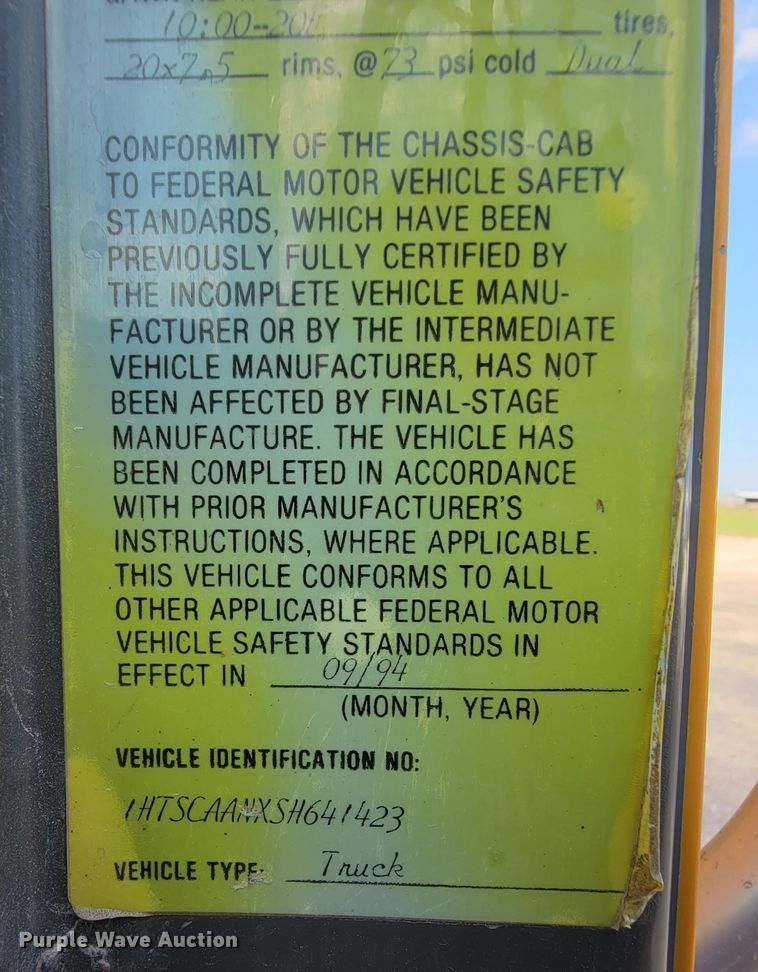 10:00-20 tires,
20x7.5 rims, @ 73 psi cold Dual
CONFORMITY OF THE CHASSIS-CAB
TO FEDERAL MOTOR VEHICLE SAFETY
STANDARDS, WHICH HAVE BEEN
PREVIOUSLY FULLY CERTIFIED BY
THE INCOMPLETE VEHICLE MANU-
FACTURER OR BY THE INTERMEDIATE
VEHICLE MANUFACTURER, HAS NOT
BEEN AFFECTED BY FINAL-STAGE
MANUFACTURE. THE VEHICLE HAS
BEEN COMPLETED IN ACCORDANCE
WITH PRIOR MANUFACTURER'S
INSTRUCTIONS, WHERE APPLICABLE.
THIS VEHICLE CONFORMS TO ALL
OTHER APPLICABLE FEDERAL MOTOR
VEHICLE SAFETY STANDARDS IN
EFFECT IN 09/94
(MONTH, YEAR)
VEHICLE IDENTIFICATION NO:
1HTSCAANXSH641423
VEHICLE TYPE: Truck
Purple Wave Auction